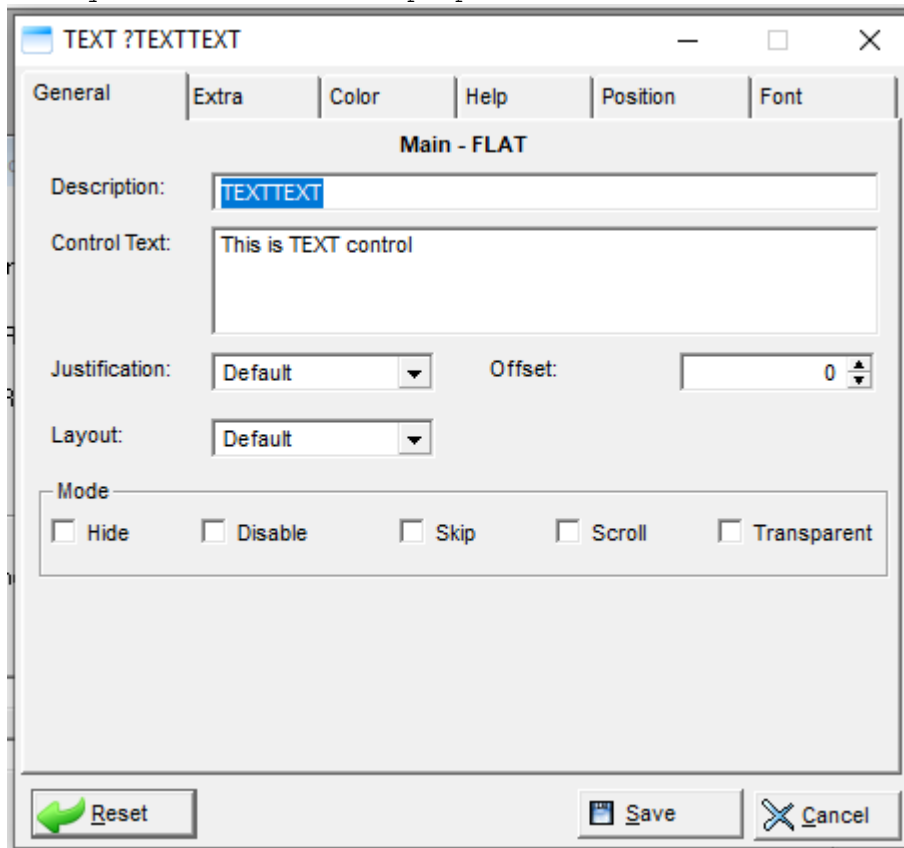 TEXT ?TEXTTEXT
General Extra Color Help Position Font
Main - FLAT
Description: TEXTTEXT
Control Text: This is TEXT control
Justification: Default Offset: 0
Layout: Default
Mode
Hide Disable Skip Scroll Transparent
Reset Save Cancel